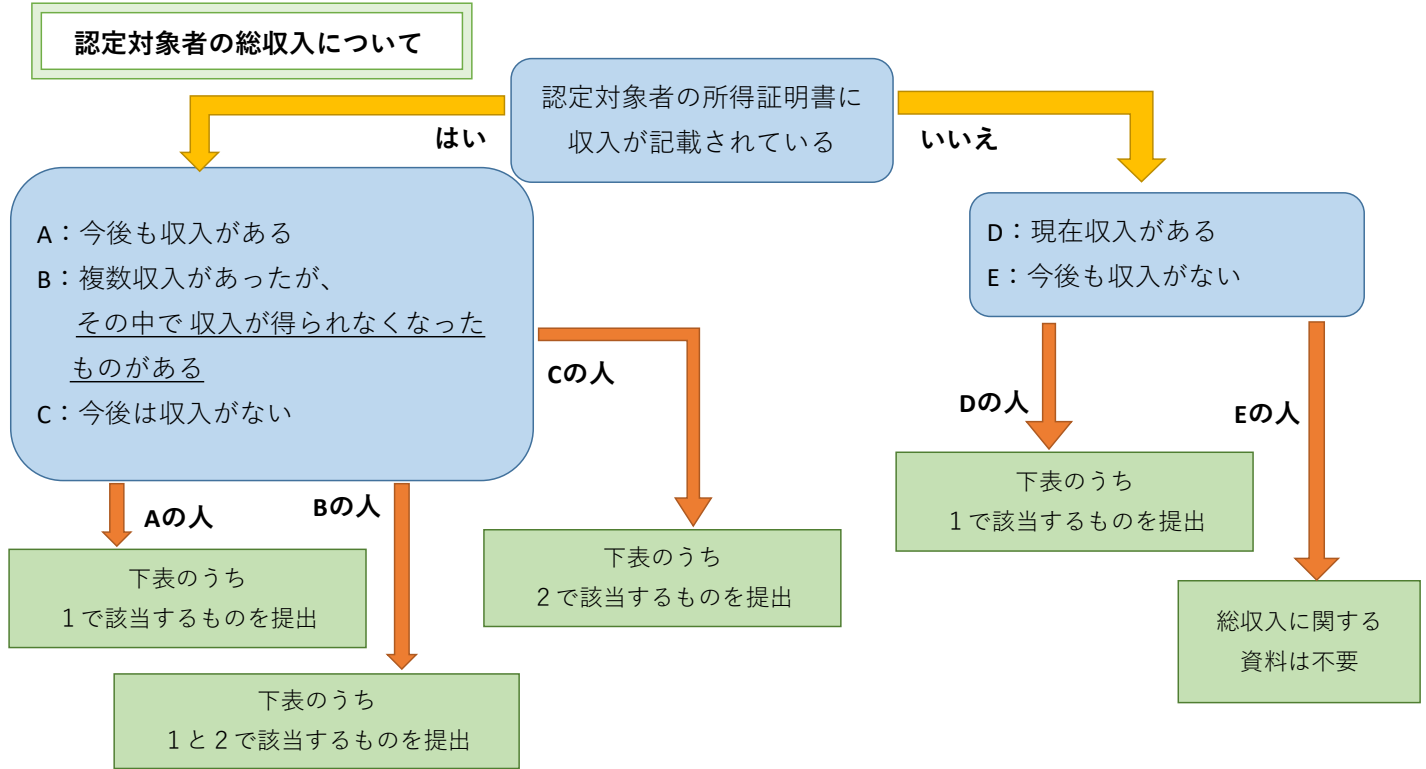 認定対象者の総収入について
認定対象者の所得証明書に
収入が記載されている
はい
いいえ
A：今後も収入がある
B：複数収入があったが、
その中で 収入が得られなくなった
ものがある
C：今後は収入がない
D：現在収入がある
E：今後も収入がない
Aの人
Bの人
Cの人
Dの人
Eの人
下表のうち
１で該当するものを提出
下表のうち
１と２で該当するものを提出
下表のうち
２で該当するものを提出
下表のうち
１で該当するものを提出
総収入に関する
資料は不要